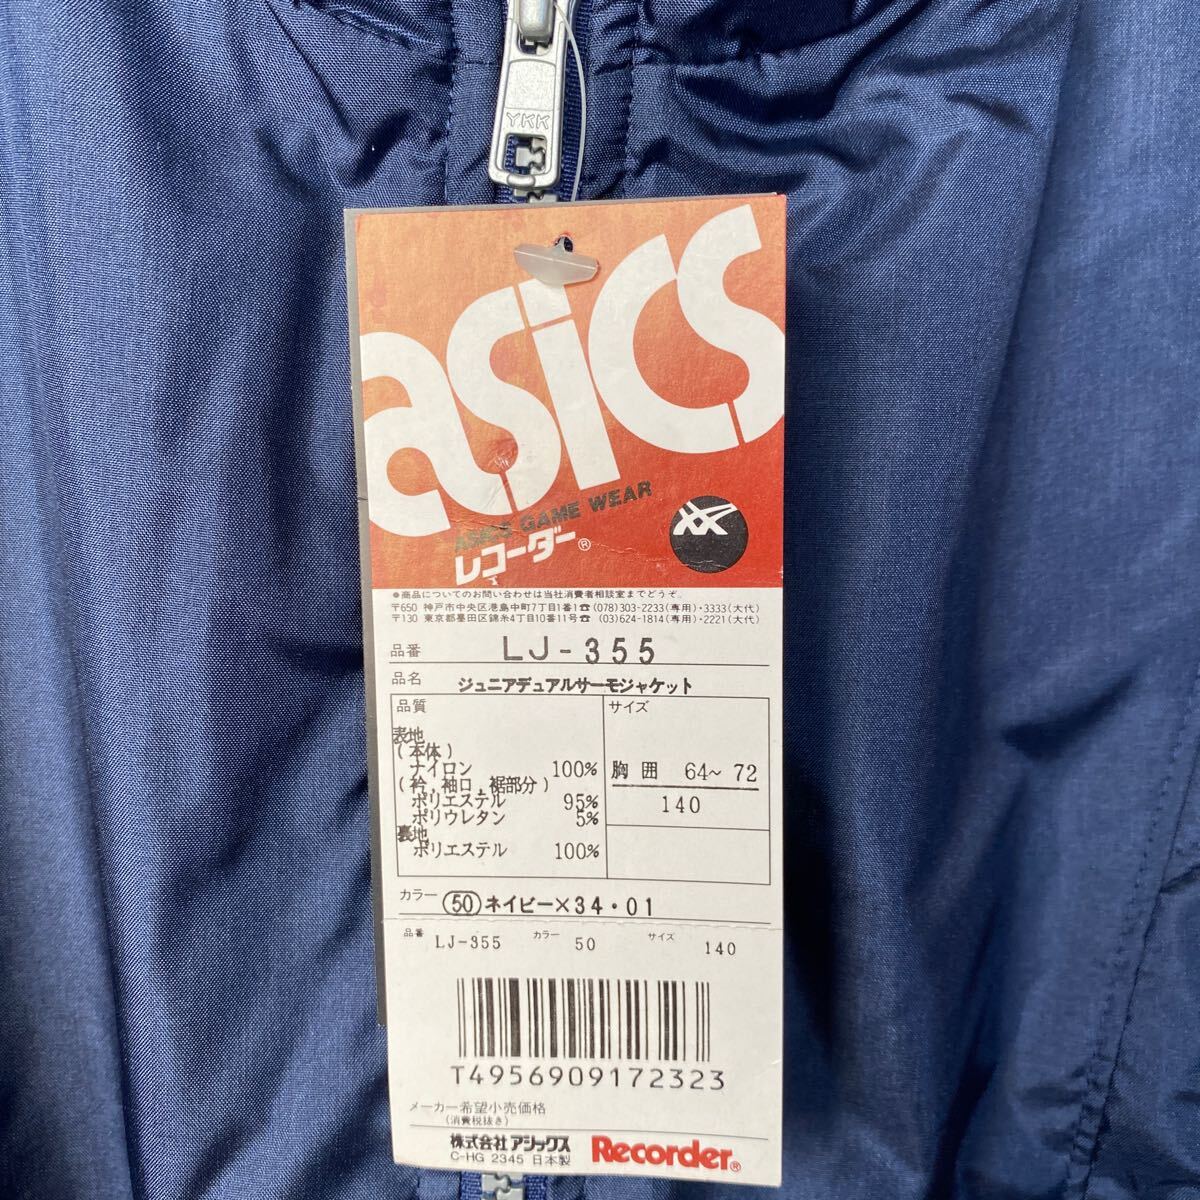 YKK
asics
ASICS GAME WEAR
レコーダー®
●商品についてのお問い合わせは当社消費者相談室までどうぞ。
〒650 神戸市中央区港島中町7丁目1番1☎(078)303-2233(専用)・3333(大代)
〒130 東京都墨田区錦糸4丁目10番11号☎(03)624-1814(専用)・2221(大代)
品番 LJ-355
品名 ジュニアデュアルサーモジャケット
品質 サイズ
表地
(本体)
ナイロン 100% 胸囲 64~72
(衿,袖口,裾部分)
ポリエステル 95% 140
ポリウレタン 5%
裏地
ポリエステル 100%
カラー (50)ネイビー×34・01
品番 LJ-355 カラー 50 サイズ 140
T4956909172323
メーカー希望小売価格
(消費税抜き)
株式会社アシックス Recorder®
C-HG 2345 日本製